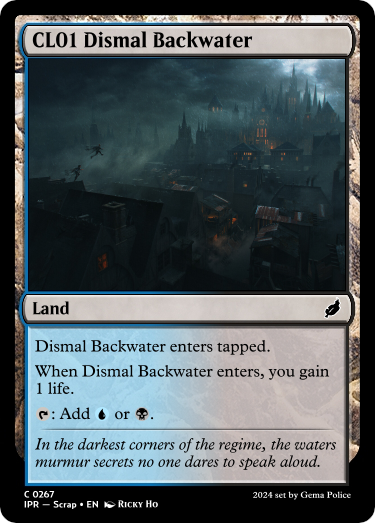 CL01 Dismal Backwater
Land
Dismal Backwater enters tapped.
When Dismal Backwater enters, you gain
1 life.
: Add or .
In the darkest corners of the regime, the waters
murmur secrets no one dares to speak aloud.
C 0267
IPR — Scrap • EN Ricky Ho
2024 set by Gema Police